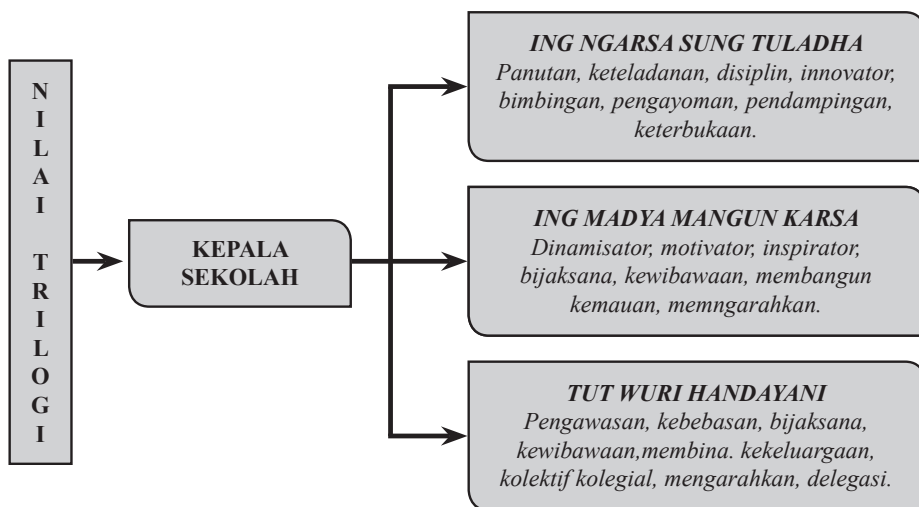 NILAI TRILOGI
KEPALA
SEKOLAH
ING NGARSA SUNG TULADHA
Panutan, keteladanan, disiplin, innovator,
bimbingan, pengayoman, pendampingan,
keterbukaan.
ING MADYA MANGUN KARSA
Dinamisator, motivator, inspirator,
bijaksana, kewibawaan, membangun
kemauan, memngarahkan.
TUT WURI HANDAYANI
Pengawasan, kebebasan, bijaksana,
kewibawaan,membina. kekeluargaan,
kolektif kolegial, mengarahkan, delegasi.